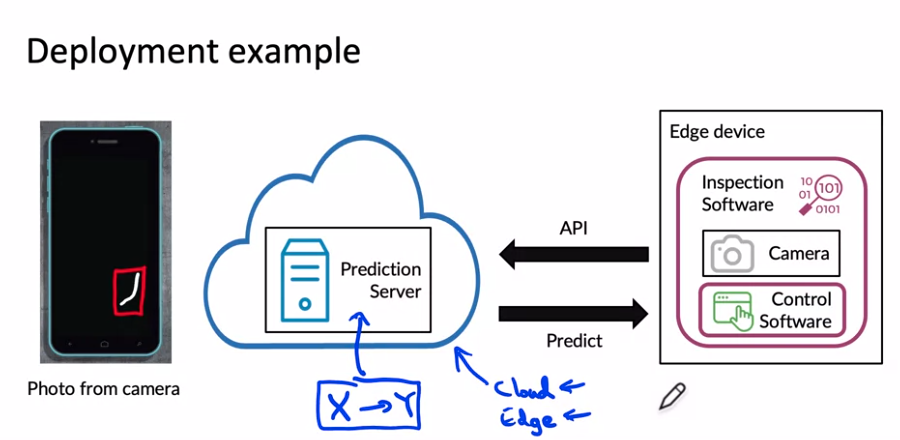 Deployment example
Edge device
Inspection
Software
10
01
101
0101
API
Camera
Prediction
Server
Control
Software
Predict
Photo from camera
X → Y
Cloud ←
Edge ←